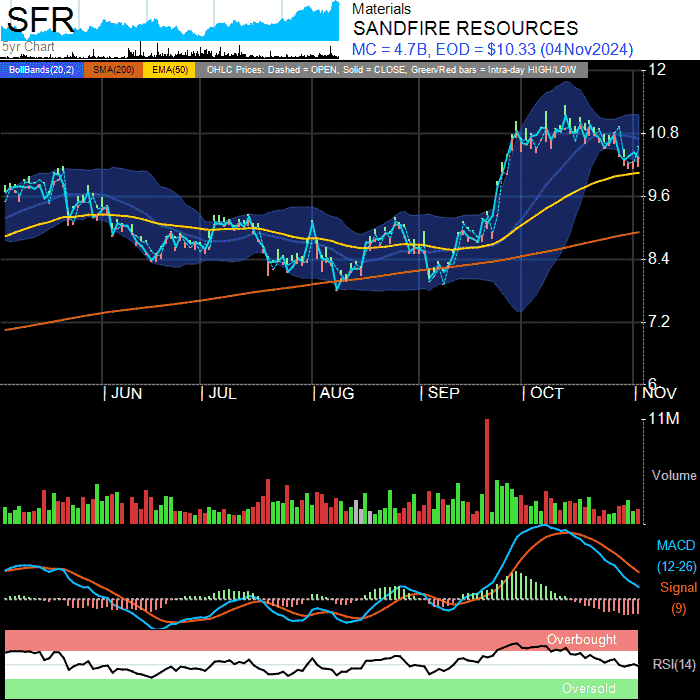 SFR
5yr Chart
Materials
SANDFIRE RESOURCES
MC = 4.7B, EOD = $10.33 (04Nov2024)
BollBands(20,2) SMA(200) EMA(50) OHLC Prices: Dashed = OPEN, Solid = CLOSE, Green/Red bars = Intra-day HIGH/LOW
12
10.8
9.6
8.4
7.2
6
| JUN | JUL | AUG | SEP | OCT | NOV
11M
Volume
MACD
(12-26)
Signal
(9)
Overbought
RSI(14)
Oversold